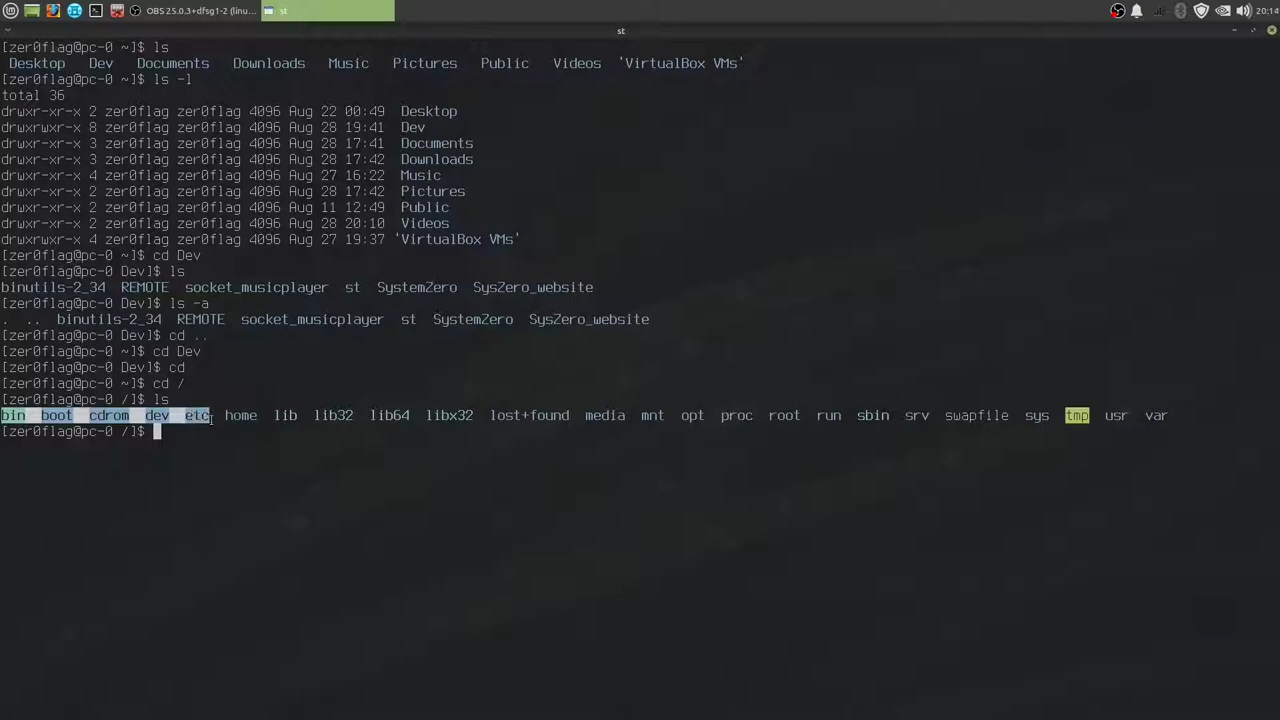 OBS 25.0.3+dfsg1-2 (linu... st 20:14
st
[zer0flag@pc-0 ~]$ ls
Desktop Dev Documents Downloads Music Pictures Public Videos 'VirtualBox VMs'
[zer0flag@pc-0 ~]$ ls -l
total 36
drwxr-xr-x 2 zer0flag zer0flag 4096 Aug 22 00:49 Desktop
drwxrwxr-x 8 zer0flag zer0flag 4096 Aug 28 19:41 Dev
drwxr-xr-x 3 zer0flag zer0flag 4096 Aug 28 17:41 Documents
drwxr-xr-x 3 zer0flag zer0flag 4096 Aug 28 17:42 Downloads
drwxr-xr-x 4 zer0flag zer0flag 4096 Aug 27 16:22 Music
drwxr-xr-x 2 zer0flag zer0flag 4096 Aug 28 17:42 Pictures
drwxr-xr-x 2 zer0flag zer0flag 4096 Aug 11 12:49 Public
drwxr-xr-x 2 zer0flag zer0flag 4096 Aug 28 20:10 Videos
drwxrwxr-x 4 zer0flag zer0flag 4096 Aug 27 19:37 'VirtualBox VMs'
[zer0flag@pc-0 ~]$ cd Dev
[zer0flag@pc-0 Dev]$ ls
binutils-2_34 REMOTE socket_musicplayer st SystemZero SysZero_website
[zer0flag@pc-0 Dev]$ ls -a
. .. binutils-2_34 REMOTE socket_musicplayer st SystemZero SysZero_website
[zer0flag@pc-0 Dev]$ cd ..
[zer0flag@pc-0 ~]$ cd Dev
[zer0flag@pc-0 Dev]$ cd
[zer0flag@pc-0 ~]$ cd /
[zer0flag@pc-0 /]$ ls
bin boot cdrom dev etc home lib lib32 lib64 libx32 lost+found media mnt opt proc root run sbin srv swapfile sys tmp usr var
[zer0flag@pc-0 /]$